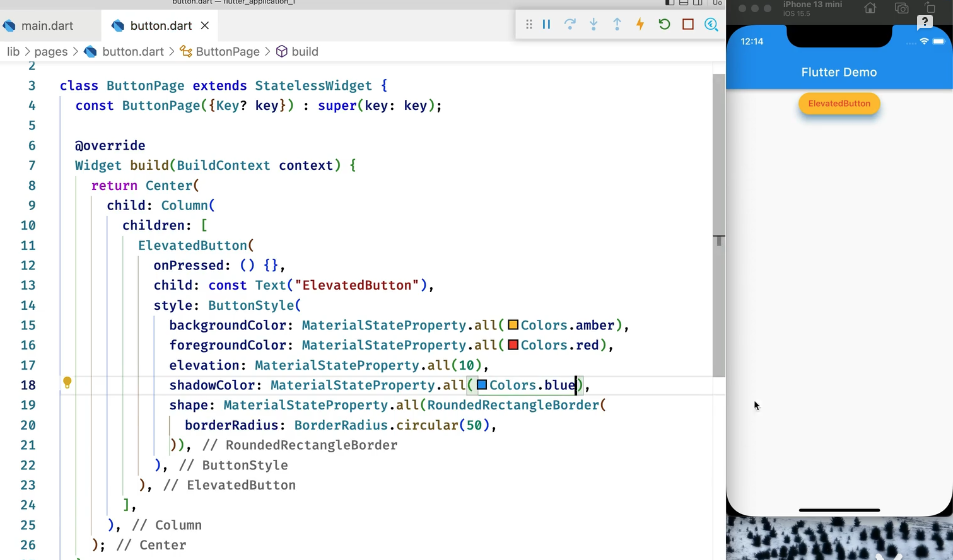 button.dart — flutter_application_1
main.dart
button.dart
lib > pages > button.dart > ButtonPage > build
2
3 class ButtonPage extends StatelessWidget {
4 const ButtonPage({Key? key}) : super(key: key);
5
6 @override
7 Widget build(BuildContext context) {
8 return Center(
9 child: Column(
10 children: [
11 ElevatedButton(
12 onPressed: () {},
13 child: const Text("ElevatedButton"),
14 style: ButtonStyle(
15 backgroundColor: MaterialStateProperty.all(Colors.amber),
16 foregroundColor: MaterialStateProperty.all(Colors.red),
17 elevation: MaterialStateProperty.all(10),
18 shadowColor: MaterialStateProperty.all(Colors.blue),
19 shape: MaterialStateProperty.all(RoundedRectangleBorder(
20 borderRadius: BorderRadius.circular(50),
21 )), // RoundedRectangleBorder
22 ), // ButtonStyle
23 ), // ElevatedButton
24 ],
25 ), // Column
26 ); // Center
iPhone 13 mini
iOS 15.5
12:14
Flutter Demo
ElevatedButton